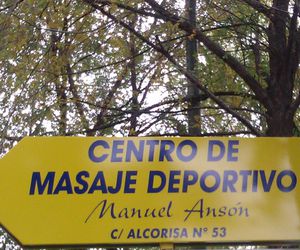 CENTRO DE
MASAJE DEPORTIVO
Manuel Ansón
C/ ALCORISA Nº 53